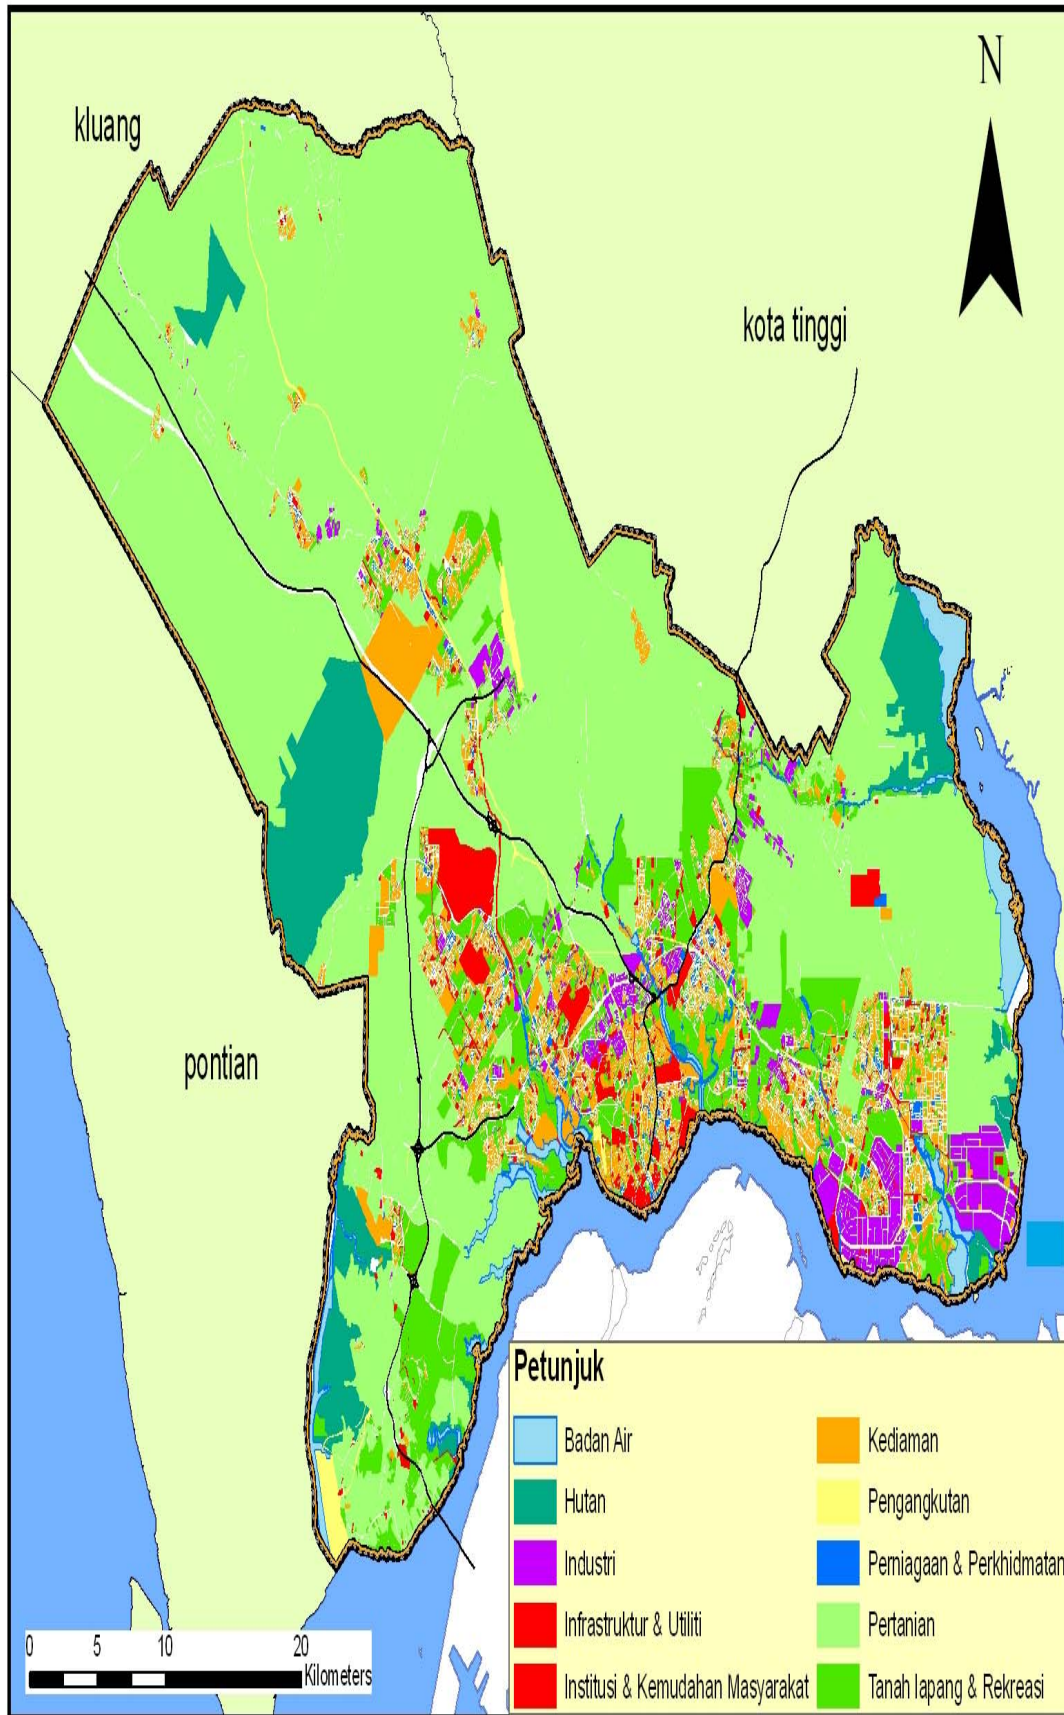 N
kluang
kota tinggi
pontian
Petunjuk
Badan Air
Kediaman
Hutan
Pengangkutan
Industri
Perniagaan & Perkhidmatan
Infrastruktur & Utiliti
Pertanian
Institusi & Kemudahan Masyarakat
Tanah lapang & Rekreasi
0 5 10 20
Kilometers